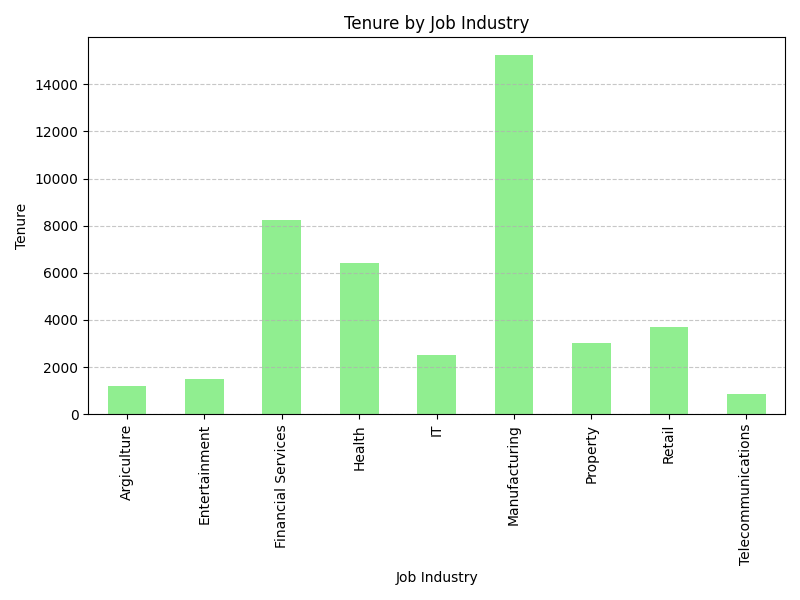 Tenure by Job Industry
Tenure
14000
12000
10000
8000
6000
4000
2000
0
Argiculture
Entertainment
Financial Services
Health
IT
Manufacturing
Property
Retail
Telecommunications
Job Industry